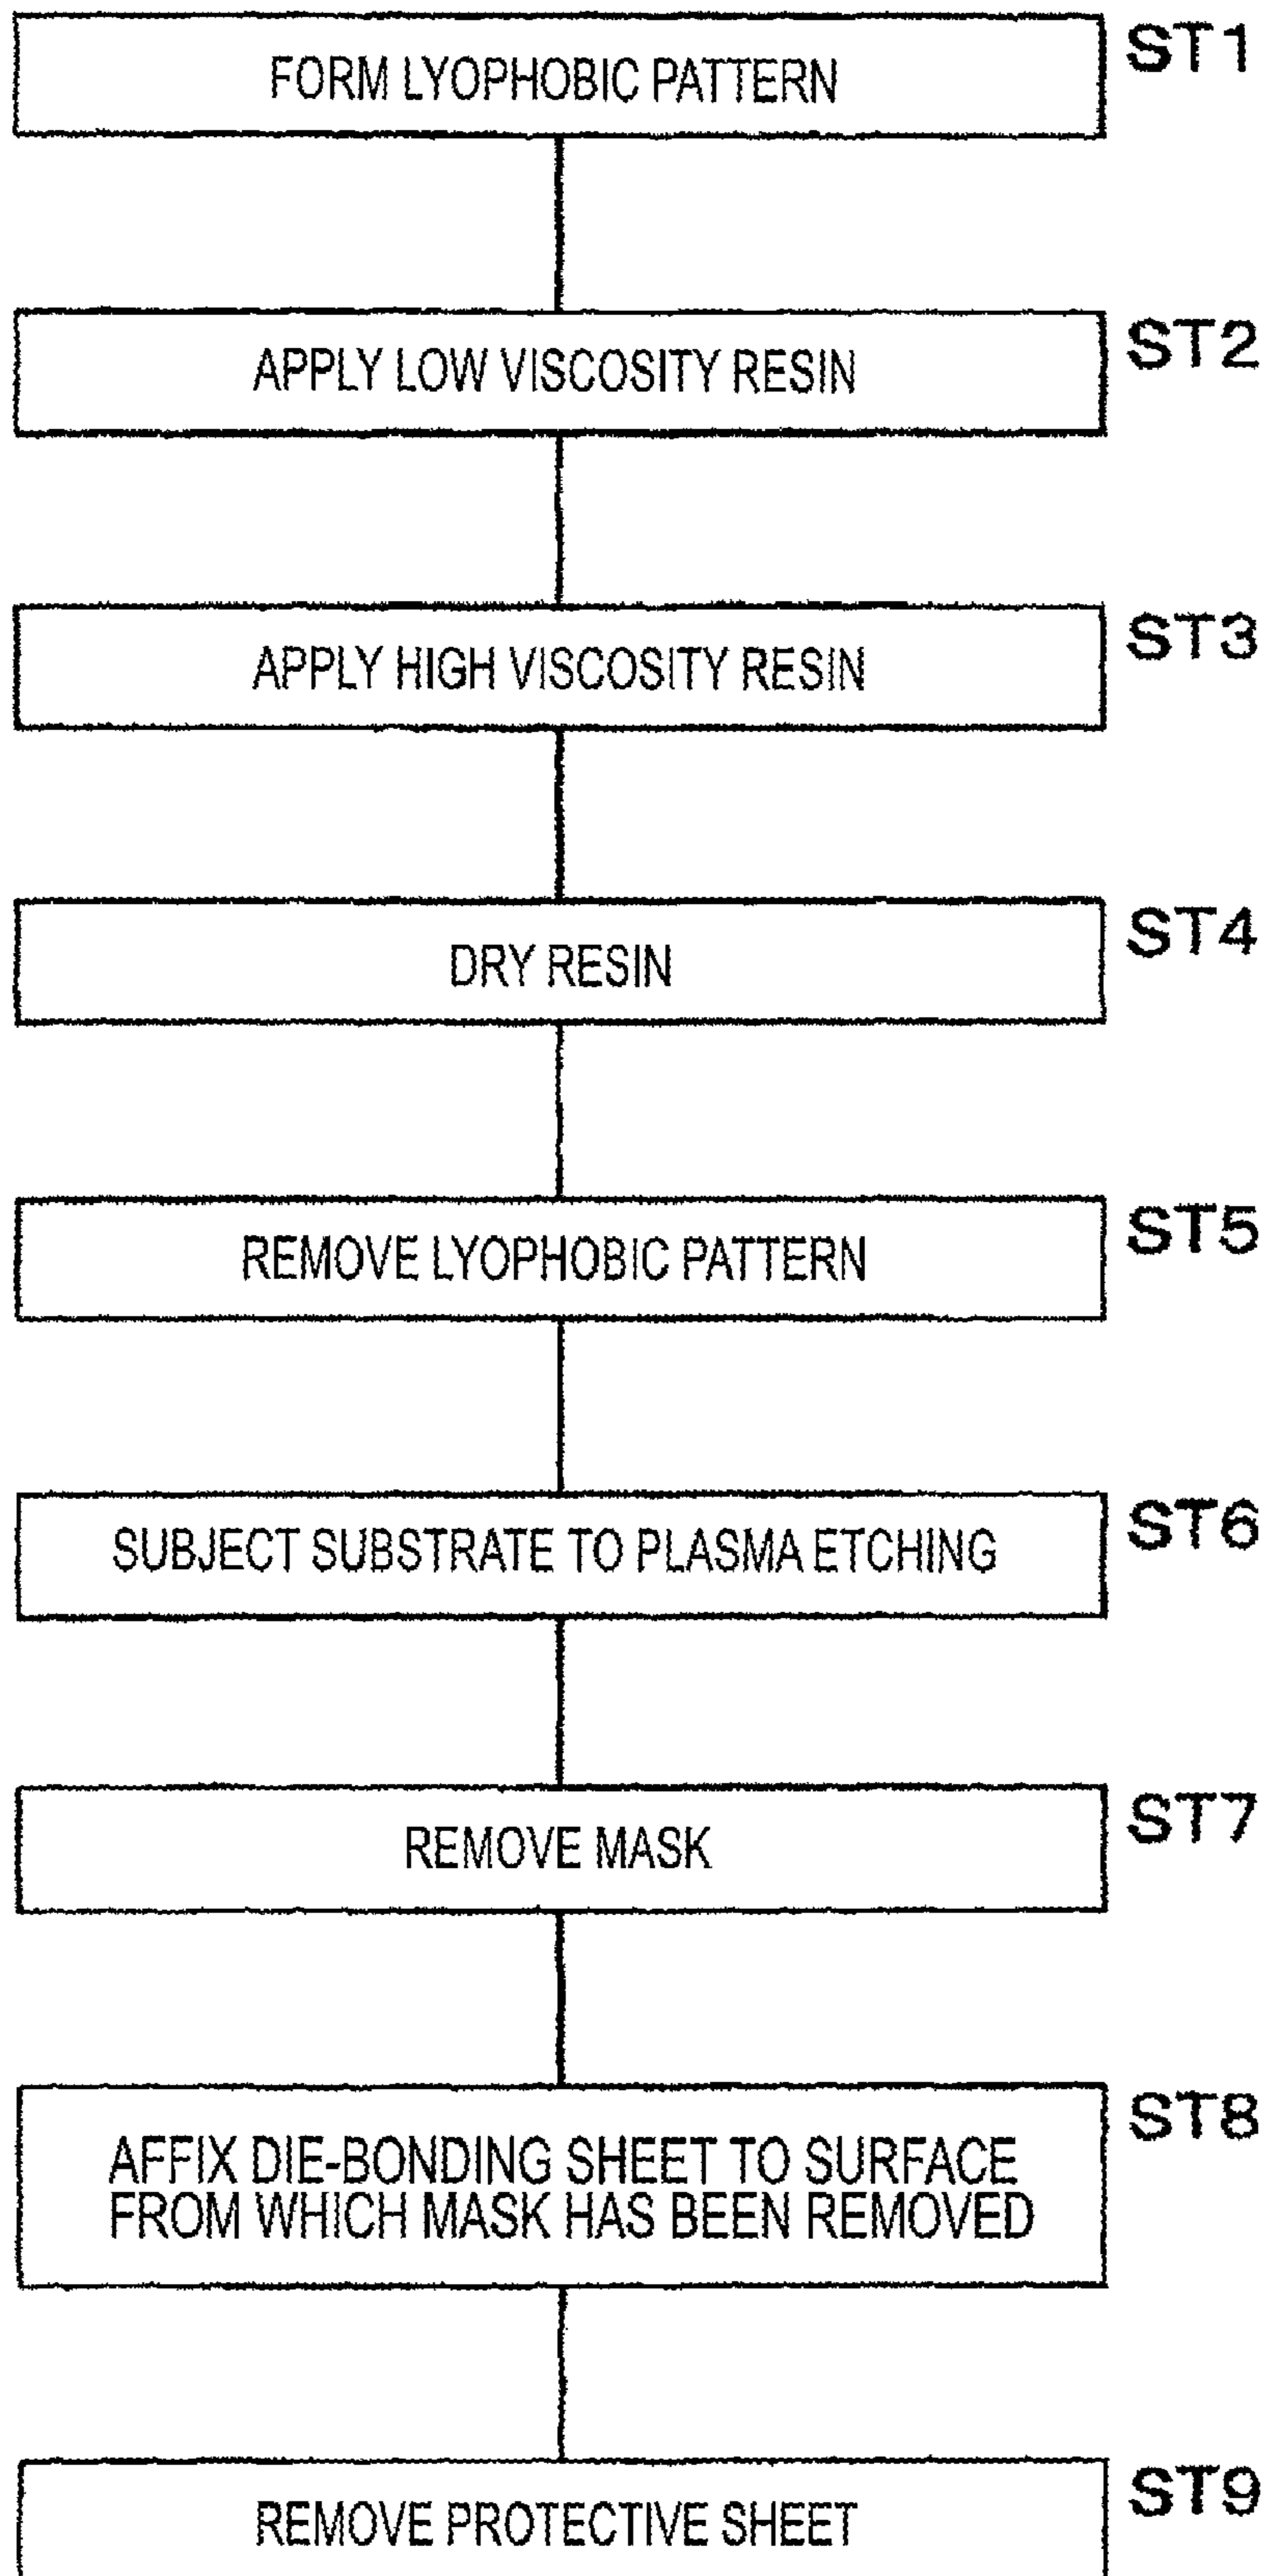 FORM LYOPHOBIC PATTERN
ST1
APPLY LOW VISCOSITY RESIN
ST2
APPLY HIGH VISCOSITY RESIN
ST3
DRY RESIN
ST4
REMOVE LYOPHOBIC PATTERN
ST5
SUBJECT SUBSTRATE TO PLASMA ETCHING
ST6
REMOVE MASK
ST7
AFFIX DIE-BONDING SHEET TO SURFACE
FROM WHICH MASK HAS BEEN REMOVED
ST8
REMOVE PROTECTIVE SHEET
ST9